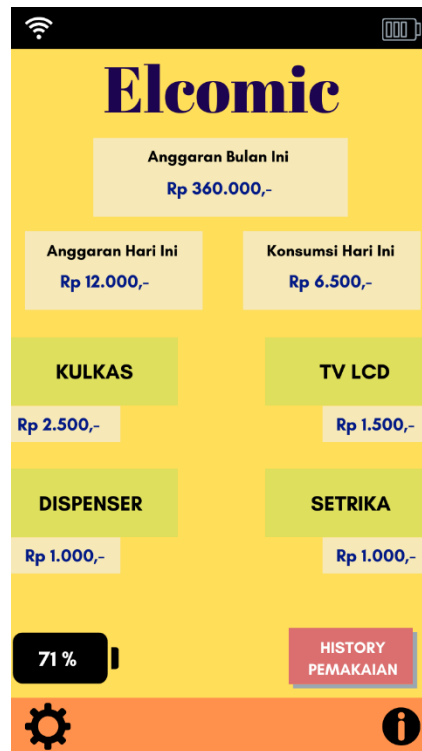 Elcomic
Anggaran Bulan Ini
Rp 360.000,-
Anggaran Hari Ini
Rp 12.000,-
Konsumsi Hari Ini
Rp 6.500,-
KULKAS
Rp 2.500,-
TV LCD
Rp 1.500,-
DISPENSER
Rp 1.000,-
SETRIKA
Rp 1.000,-
71 %
HISTORY
PEMAKAIAN